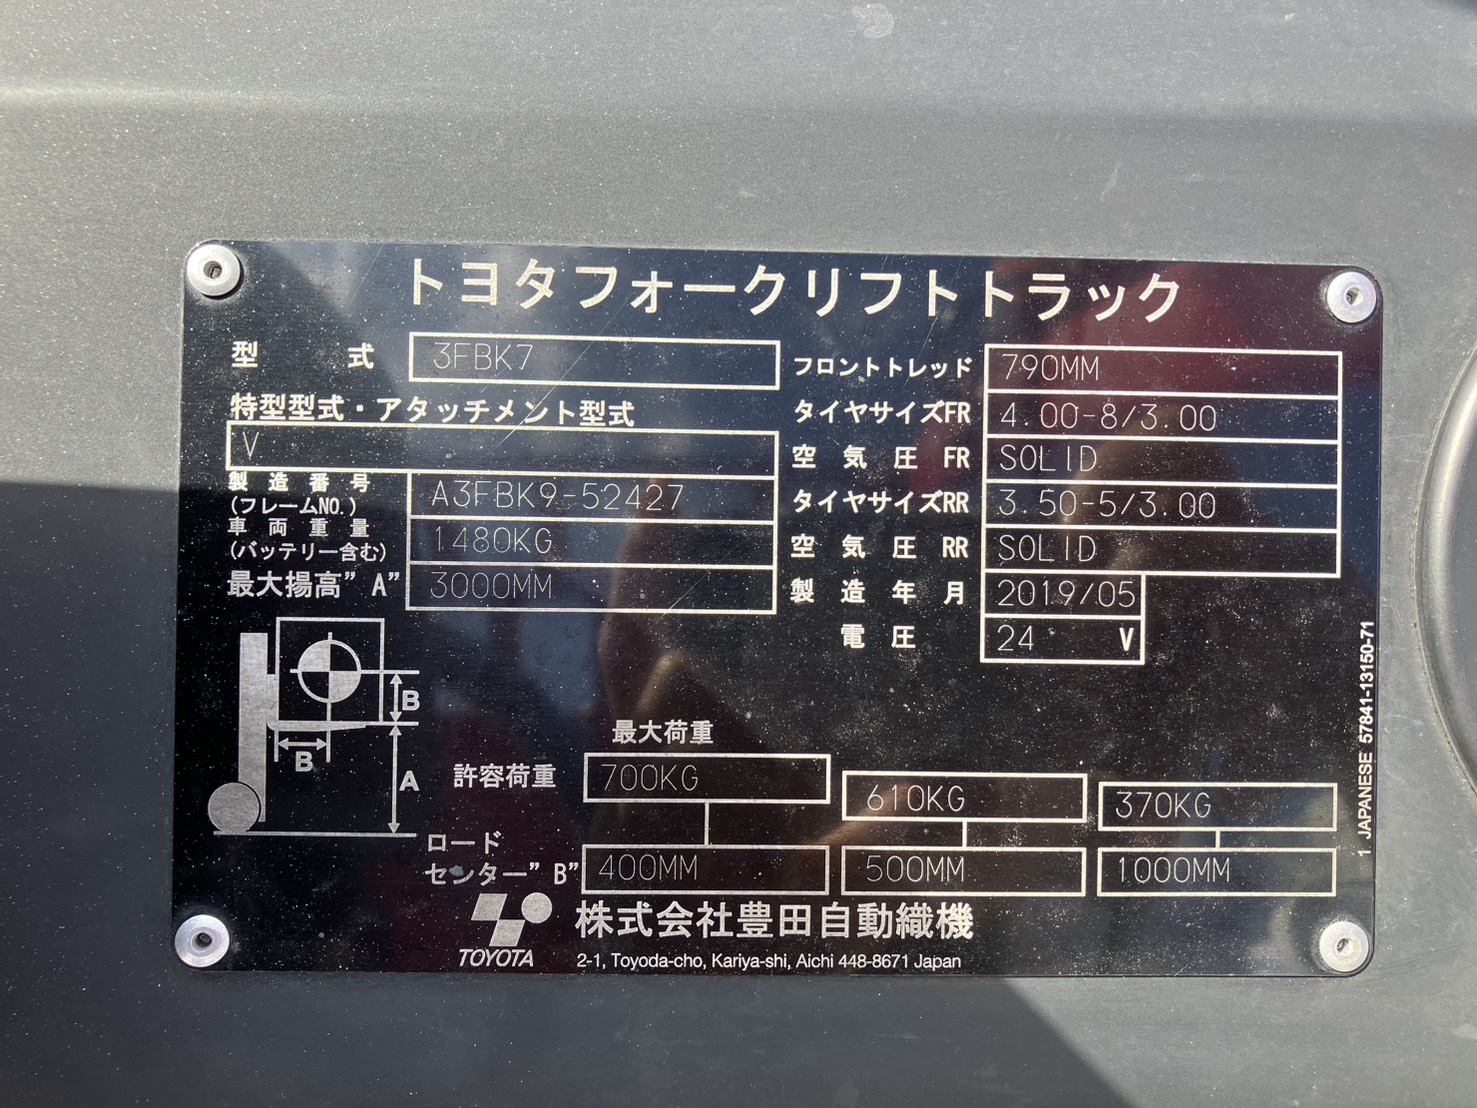 トヨタフォークリフトトラック
型 式 3FBK7
特型型式・アタッチメント型式
V
製造番号
(フレームNO.) A3FBK9-52427
車両重量
(バッテリー含む) 1480KG
最大揚高"A" 3000MM
フロントトレッド 790MM
タイヤサイズFR 4.00-8/3.00
空気圧 FR SOLID
タイヤサイズRR 3.50-5/3.00
空気圧 RR SOLID
製造年月 2019/05
電圧 24 V
B
B
A
最大荷重
許容荷重 700KG 610KG 370KG
ロード
センター"B" 400MM 500MM 1000MM
TOYOTA
株式会社豊田自動織機
2-1, Toyoda-cho, Kariya-shi, Aichi 448-8671 Japan
1. JAPANESE 57841-13150-71